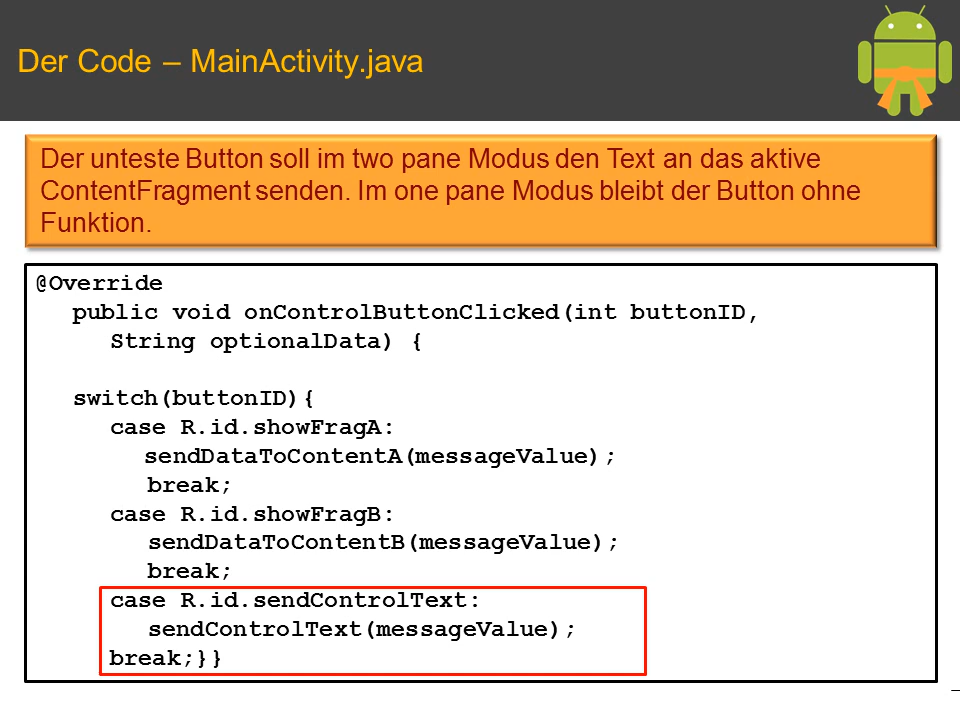 Der Code – MainActivity.java
Der unteste Button soll im two pane Modus den Text an das aktive
ContentFragment senden. Im one pane Modus bleibt der Button ohne
Funktion.
@Override
public void onControlButtonClicked(int buttonID,
String optionalData) {
switch(buttonID){
case R.id.showFragA:
sendDataToContentA(messageValue);
break;
case R.id.showFragB:
sendDataToContentB(messageValue);
break;
case R.id.sendControlText:
sendControlText(messageValue);
break;}}